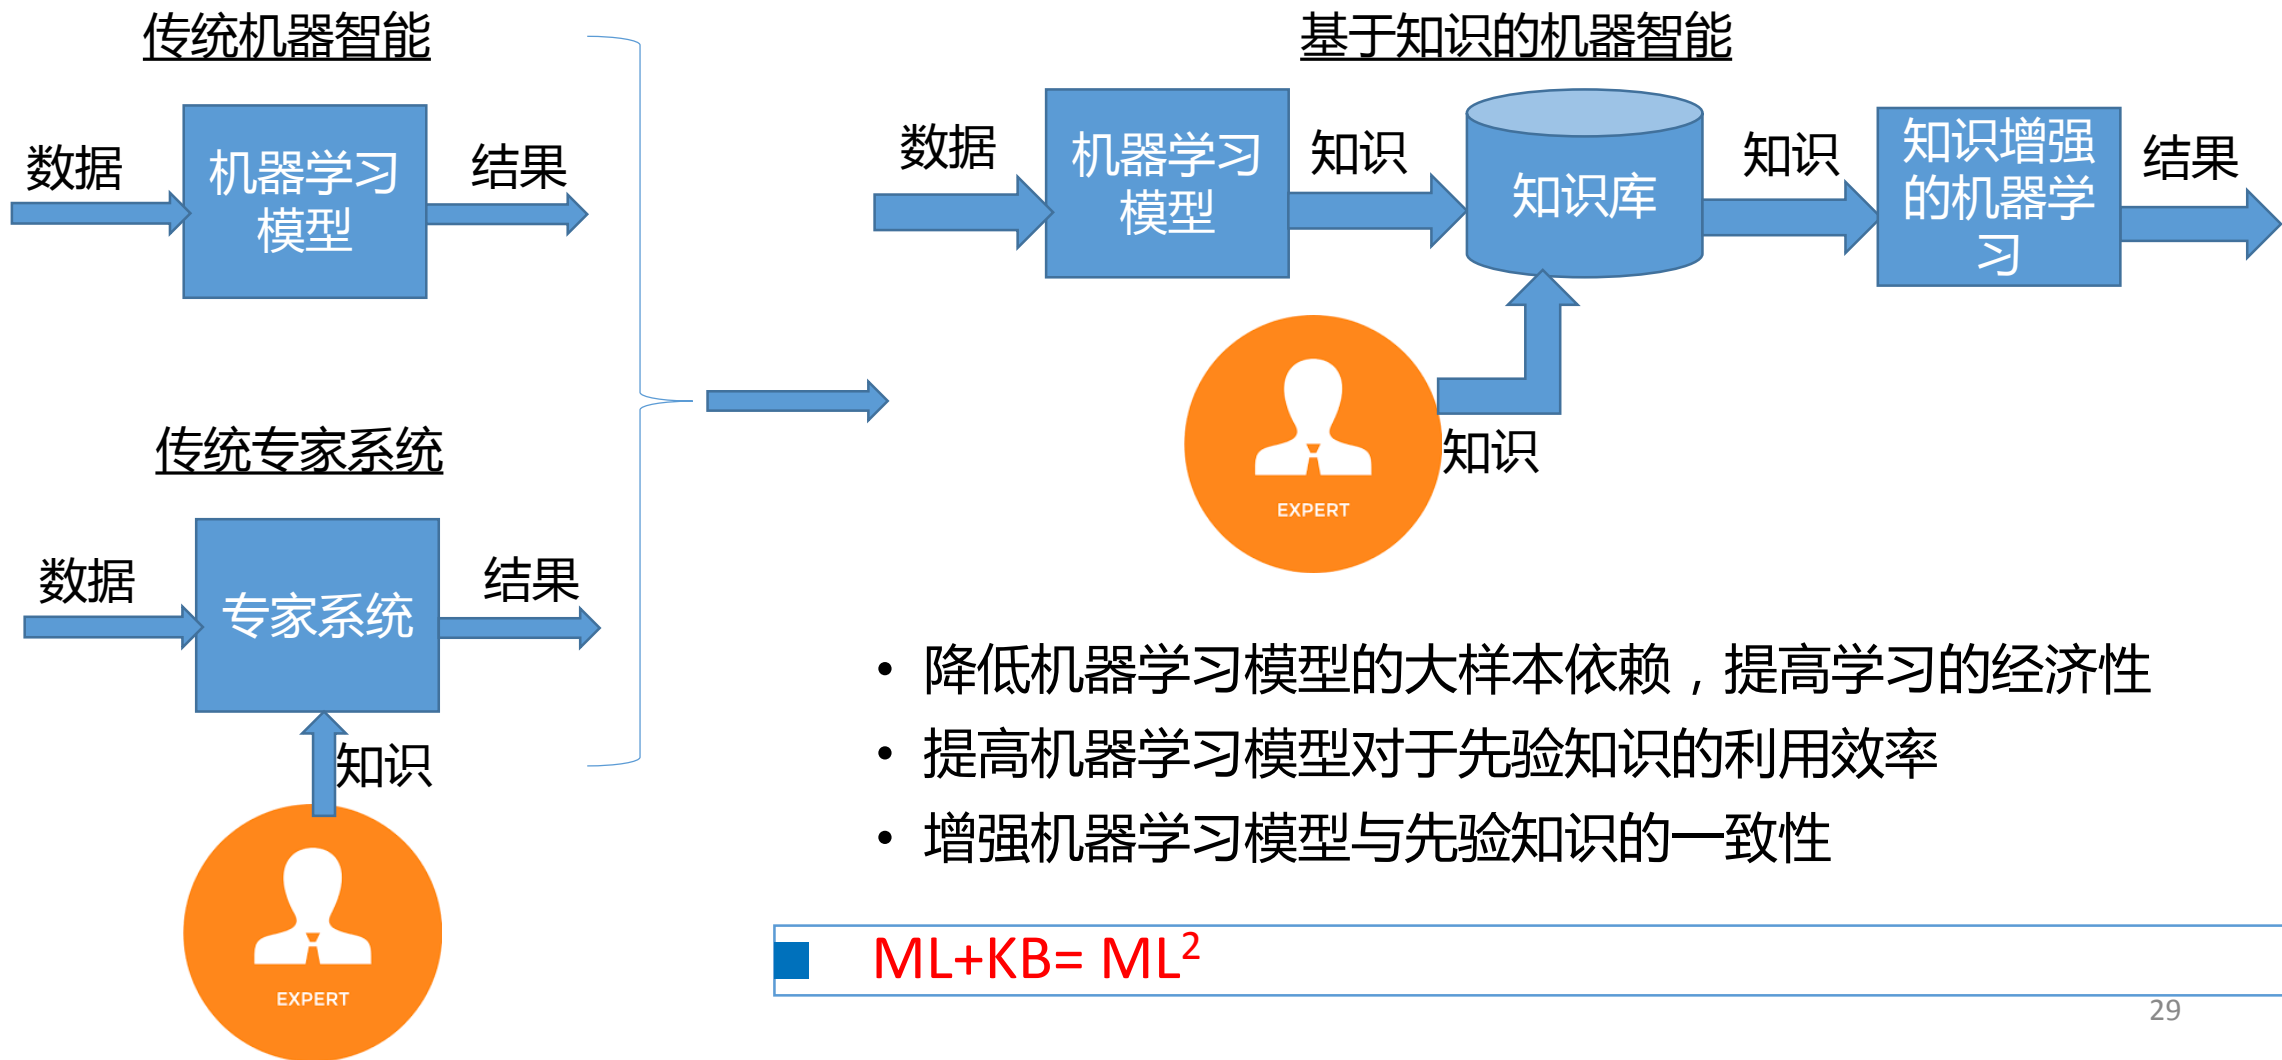 传统机器智能
数据
机器学习
模型
结果
传统专家系统
数据
专家系统
结果
知识
EXPERT
基于知识的机器智能
数据
机器学习
模型
知识
知识库
知识
知识增强
的机器学
习
结果
知识
EXPERT
• 降低机器学习模型的大样本依赖，提高学习的经济性
• 提高机器学习模型对于先验知识的利用效率
• 增强机器学习模型与先验知识的一致性
ML+KB= ML²
29